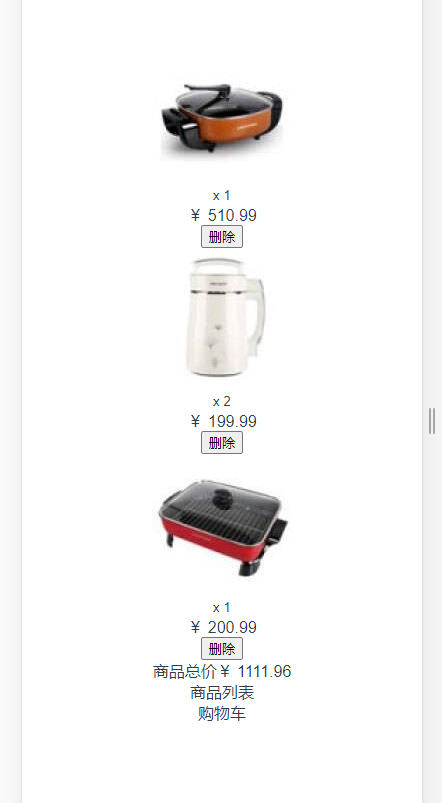 x 1
￥ 510.99
删除
x 2
￥ 199.99
删除
x 1
￥ 200.99
删除
商品总价￥ 1111.96
商品列表
购物车